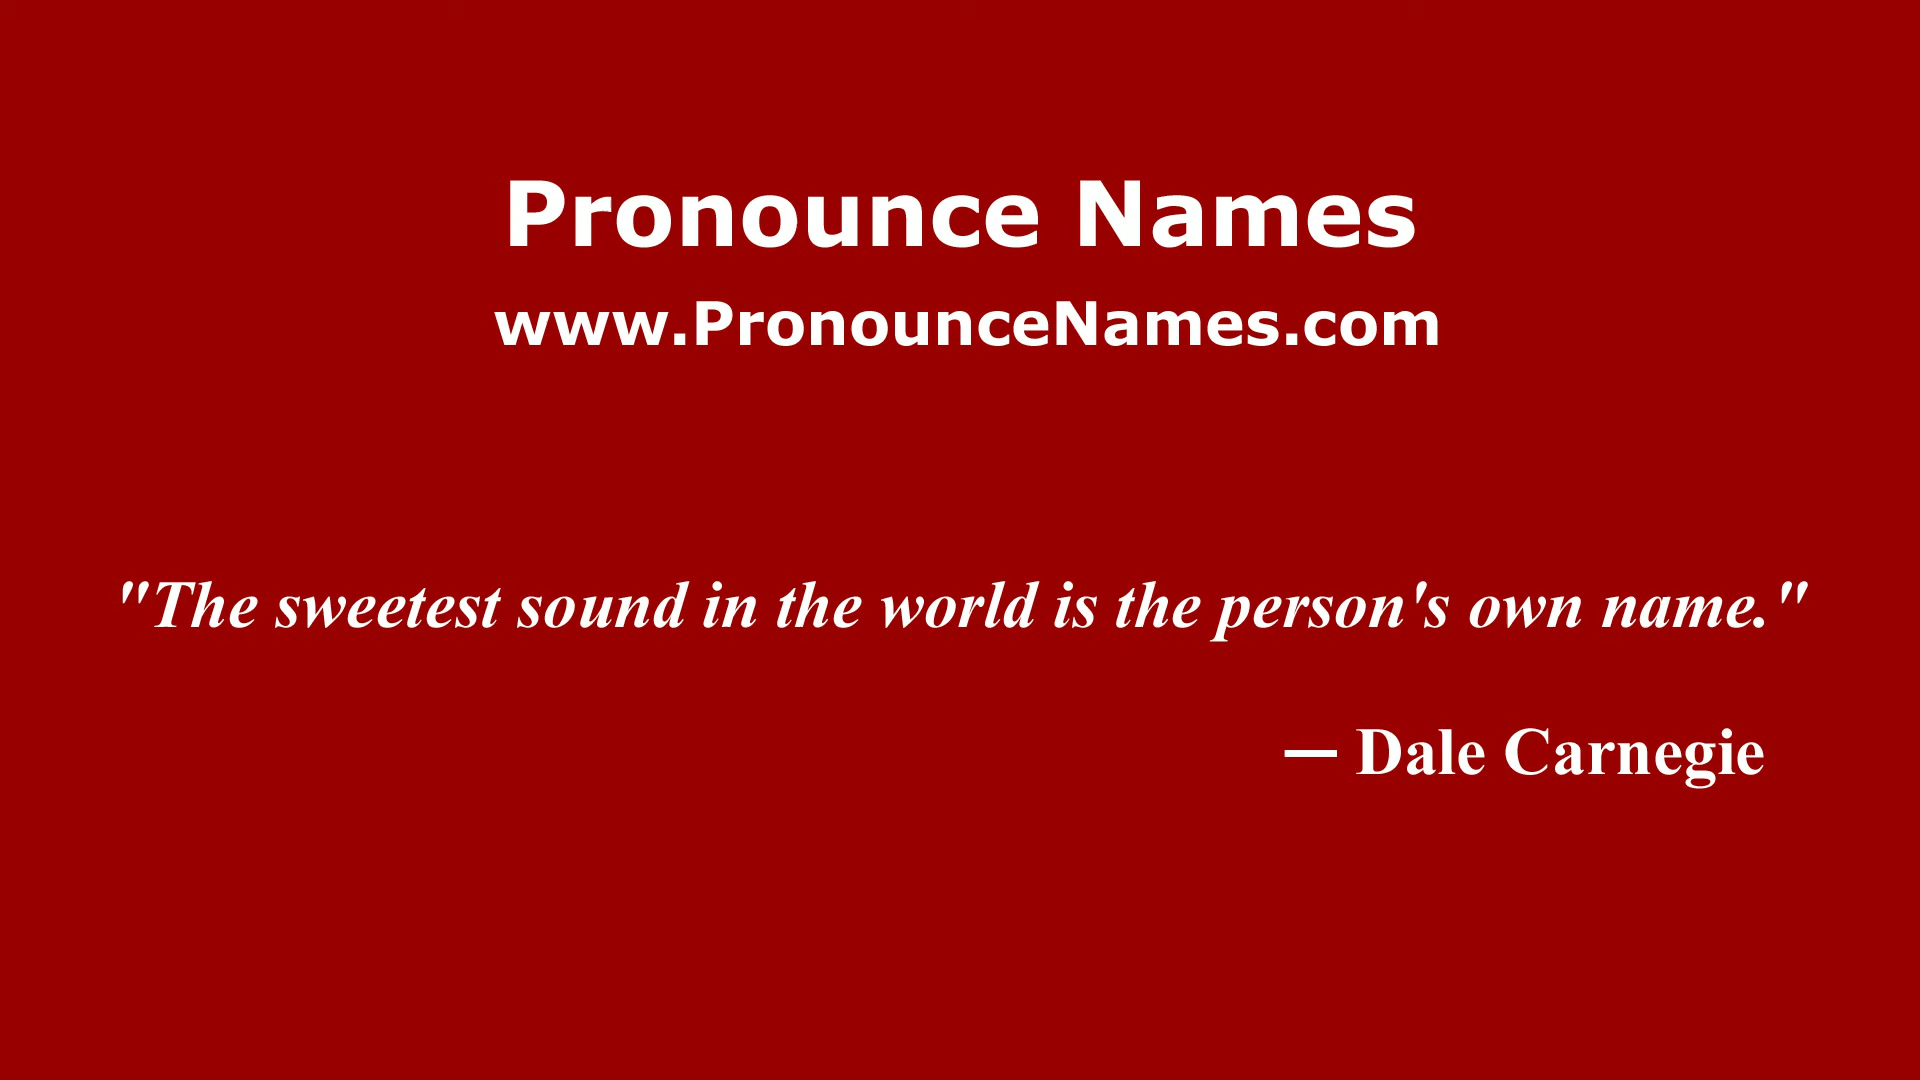 Pronounce Names
www.PronounceNames.com
"The sweetest sound in the world is the person's own name."
— Dale Carnegie